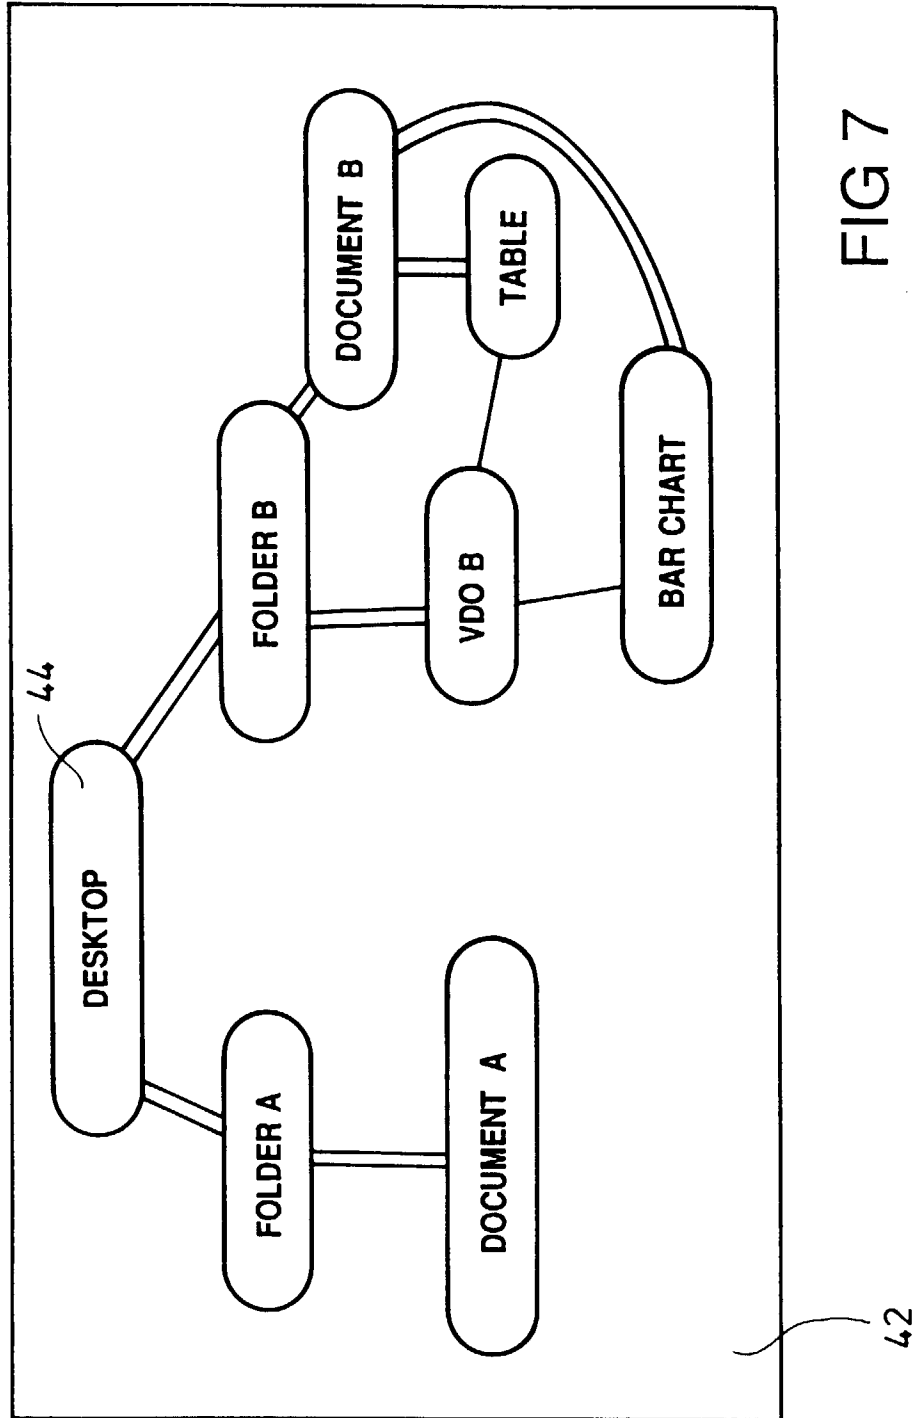 44
DESKTOP
FOLDER A
FOLDER B
DOCUMENT B
DOCUMENT A
VDO B
TABLE
BAR CHART
42
FIG 7